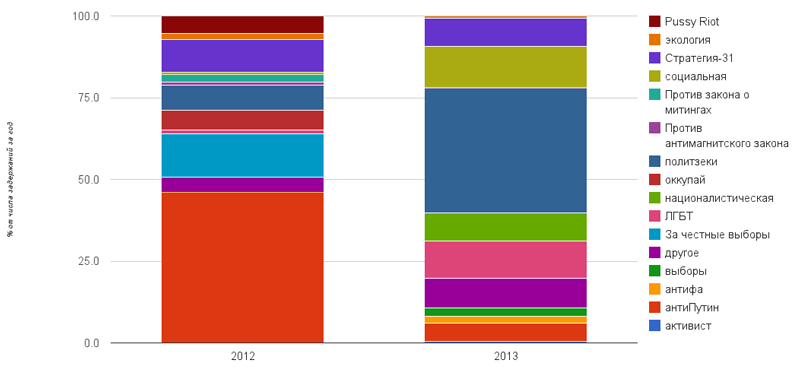 100.0
75.0
50.0
25.0
0.0
% от числа задержаний за год
2012
2013
Pussy Riot
экология
Стратегия-31
социальная
Против закона о
митингах
Против
антимагнитского закона
политзеки
оккупай
националистическая
ЛГБТ
За честные выборы
другое
выборы
антифа
антиПутин
активист